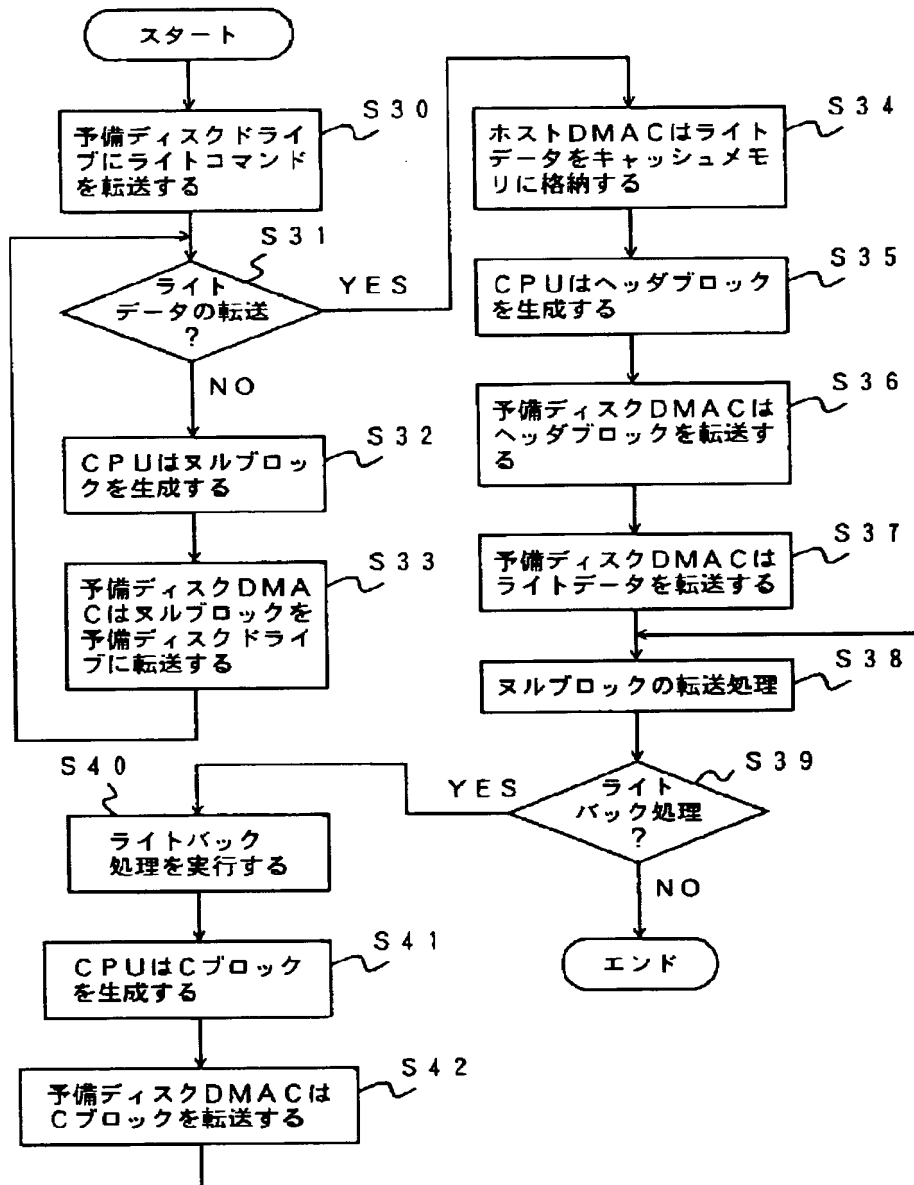 スタート
S30
予備ディスクドライ
ブにライトコマンド
を転送する
S31
ライト
データの転送
?
YES
NO
S32
CPUはヌルブロッ
クを生成する
S33
予備ディスクDMA
Cはヌルブロックを
予備ディスクドライ
ブに転送する
S34
ホストDMACはライト
データをキャッシュメモ
リに格納する
S35
CPUはヘッダブロック
を生成する
S36
予備ディスクDMACは
ヘッダブロックを転送す
る
S37
予備ディスクDMACは
ライトデータを転送する
S38
ヌルブロックの転送処理
S39
ライト
バック処理
?
YES
NO
エンド
S40
ライトバック
処理を実行する
S41
CPUはCブロック
を生成する
S42
予備ディスクDMACは
Cブロックを転送する